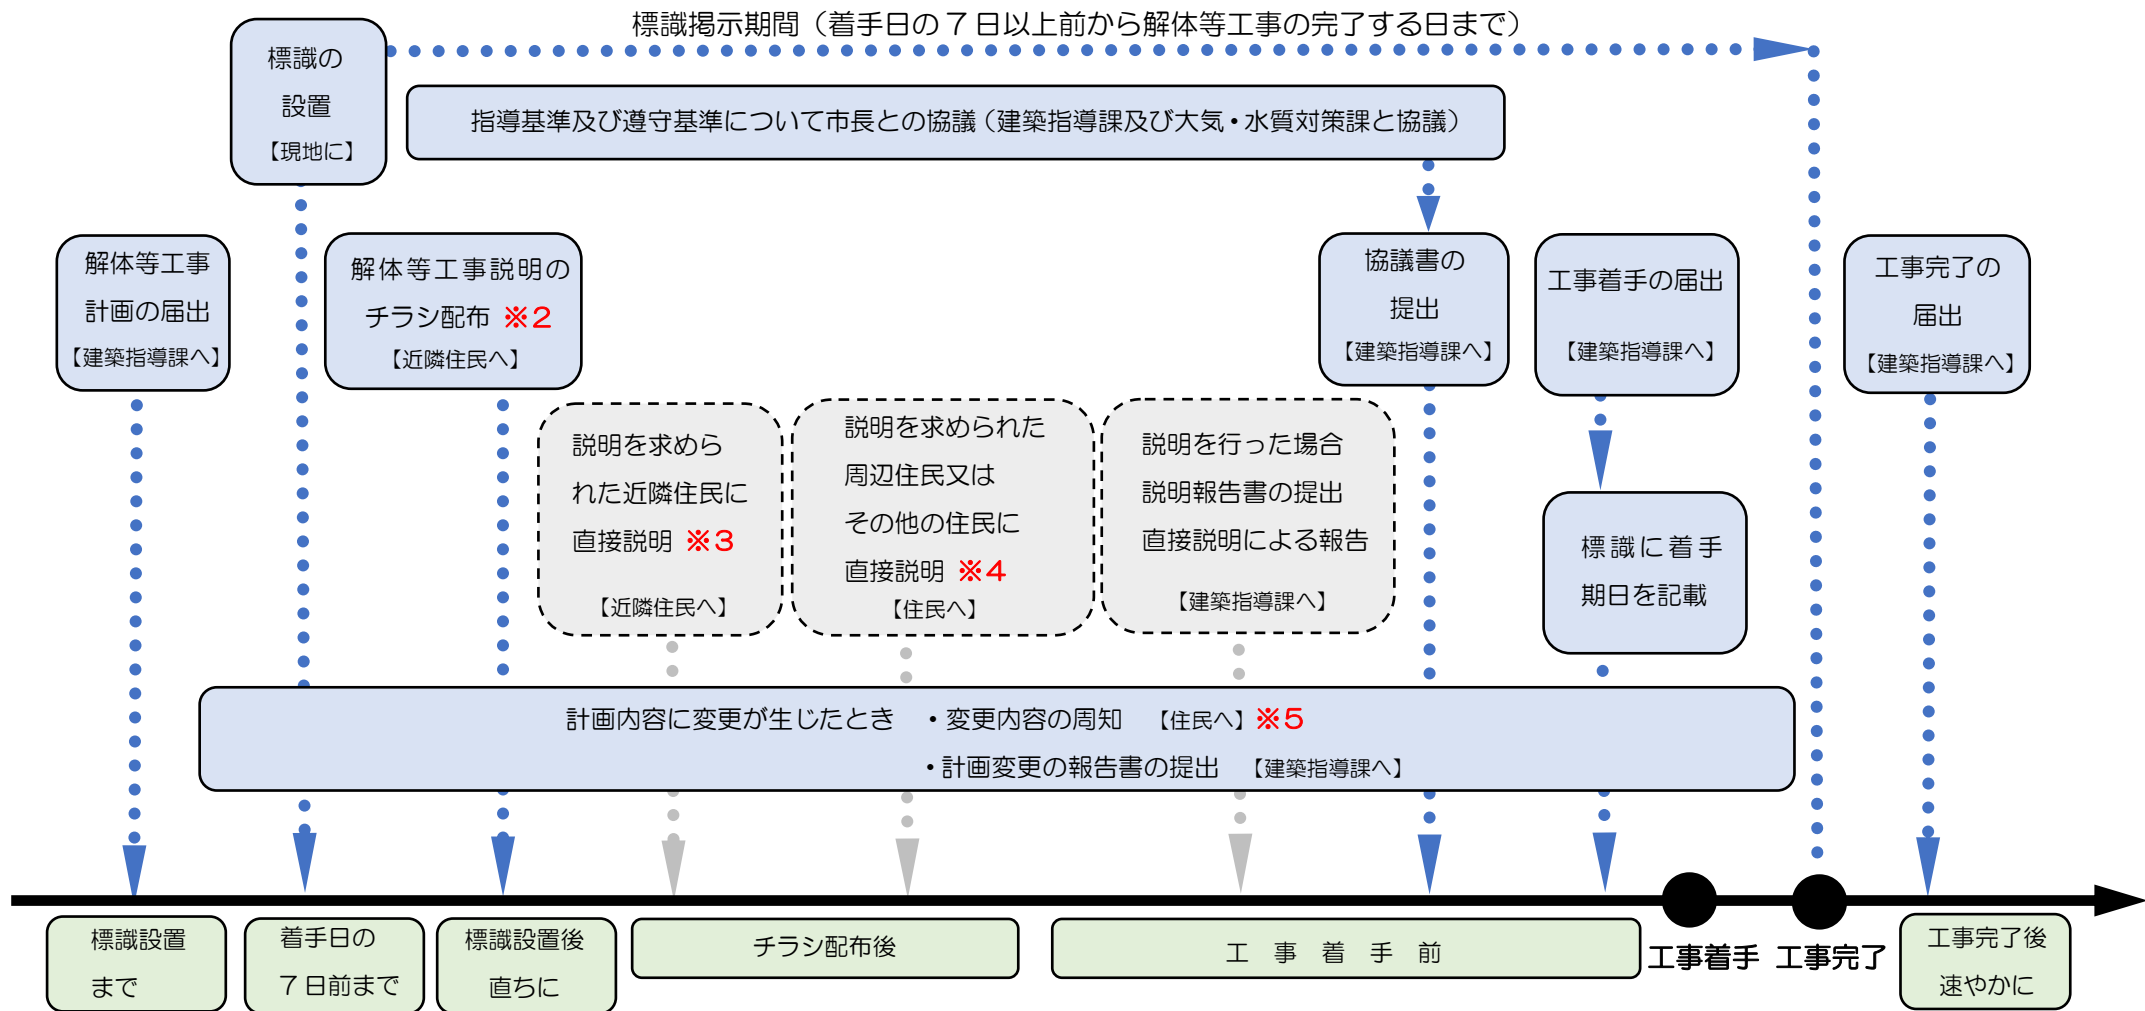 標識掲示期間（着手日の７日以上前から解体等工事の完了する日まで）
標識の
設置
【現地に】
指導基準及び遵守基準について市長との協議（建築指導課及び大気・水質対策課と協議）
解体等工事
計画の届出
【建築指導課へ】
解体等工事説明の
チラシ配布 ※2
【近隣住民へ】
協議書の
提出
【建築指導課へ】
工事着手の届出
【建築指導課へ】
工事完了の
届出
【建築指導課へ】
説明を求めら
れた近隣住民に
直接説明 ※3
【近隣住民へ】
説明を求められた
周辺住民又は
その他の住民に
直接説明 ※4
【住民へ】
説明を行った場合
説明報告書の提出
直接説明による報告
【建築指導課へ】
標識に着手
期日を記載
計画内容に変更が生じたとき ・変更内容の周知 【住民へ】※5
・計画変更の報告書の提出 【建築指導課へ】
標識設置
まで
着手日の
７日前まで
標識設置後
直ちに
チラシ配布後
工 事 着 手 前
工事着手
工事完了
工事完了後
速やかに